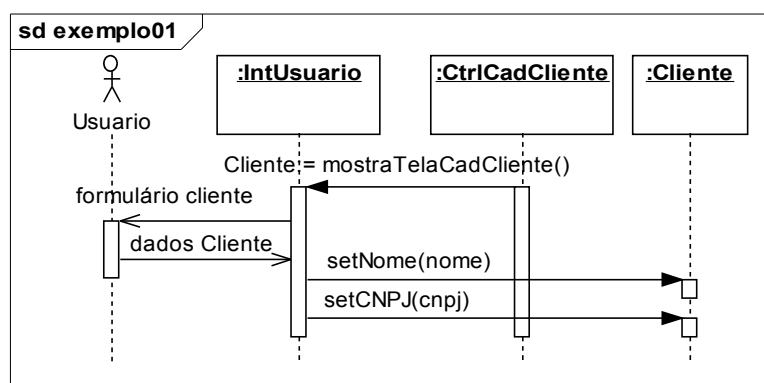 sd exemplo01
:IntUsuario
:CtrlCadCliente
:Cliente
Usuario
Cliente = mostraTelaCadCliente()
formulário cliente
dados Cliente
setNome(nome)
setCNPJ(cnpj)